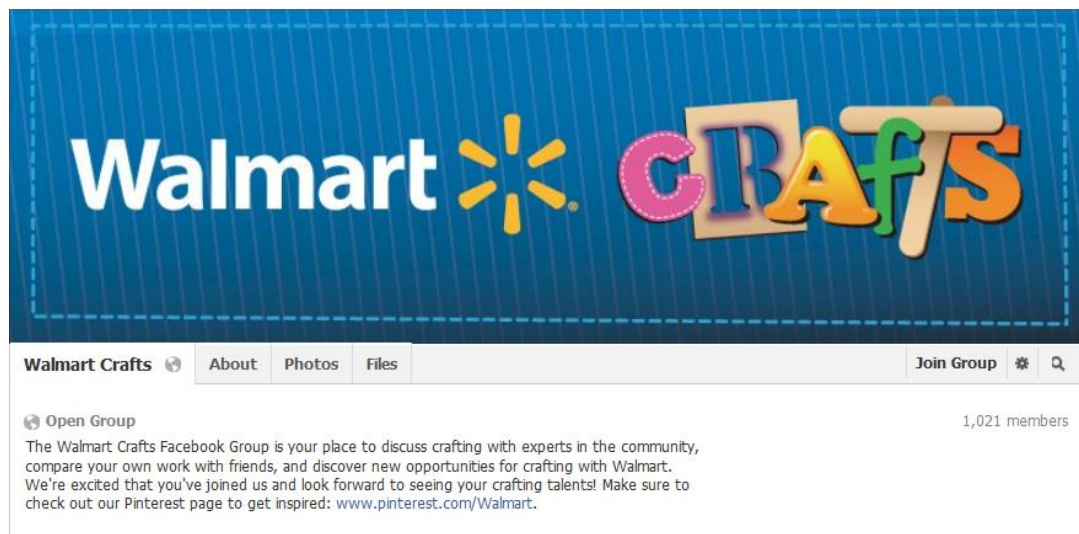 Walmart CRAfTS
Walmart Crafts About Photos Files Join Group
Open Group 1,021 members
The Walmart Crafts Facebook Group is your place to discuss crafting with experts in the community,
compare your own work with friends, and discover new opportunities for crafting with Walmart.
We're excited that you've joined us and look forward to seeing your crafting talents! Make sure to
check out our Pinterest page to get inspired: www.pinterest.com/Walmart.